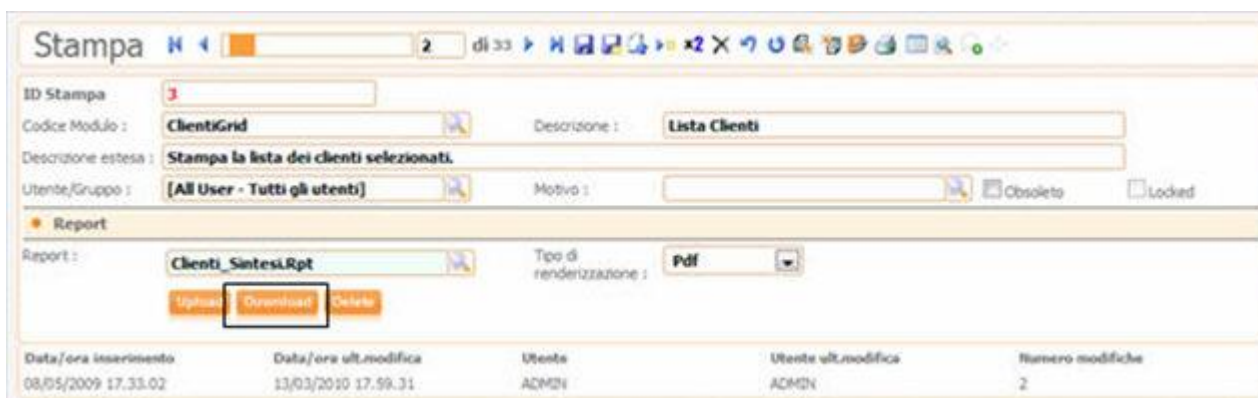 Stampa 2 di 33 x2
ID Stampa 3
Codice Modulo : ClientiGrid Descrizione : Lista Clienti
Descrizione estesa : Stampa la lista dei clienti selezionati.
Utente/Gruppo : [All User - Tutti gli utenti] Motivo : Obsoleto Locked
Report
Report : Clienti_Sintesi.Rpt Tipo di renderizzazione : Pdf
Upload Download Delete
Data/ora inserimento Data/ora ult.modifica Utente Utente ult.modifica Numero modifiche
08/05/2009 17.33.02 13/03/2010 17.59.31 ADMIN ADMIN 2